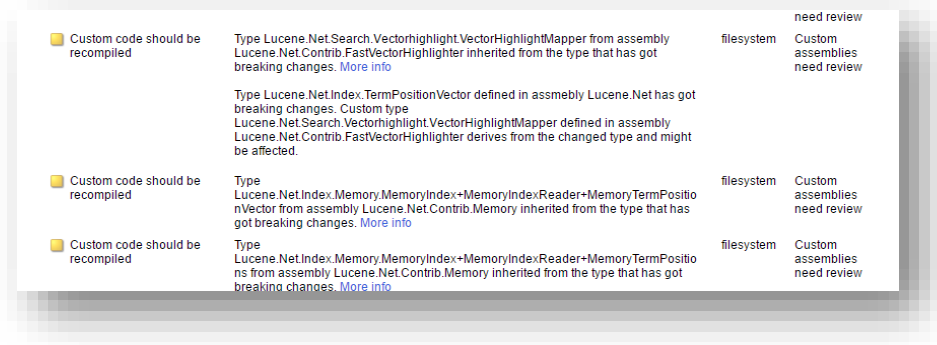 need review
Custom code should be
recompiled
Type Lucene.Net.Search.Vectorhighlight.VectorHighlightMapper from assembly
Lucene.Net.Contrib.FastVectorHighlighter inherited from the type that has got
breaking changes. More info
Type Lucene.Net.Index.TermPositionVector defined in assmebly Lucene.Net has got
breaking changes. Custom type
Lucene.Net.Search.Vectorhighlight.VectorHighlightMapper defined in assembly
Lucene.Net.Contrib.FastVectorHighlighter derives from the changed type and might
be affected.
filesystem
Custom
assemblies
need review
Custom code should be
recompiled
Type
Lucene.Net.Index.Memory.MemoryIndex+MemoryIndexReader+MemoryTermPositio
nVector from assembly Lucene.Net.Contrib.Memory inherited from the type that has
got breaking changes. More info
filesystem
Custom
assemblies
need review
Custom code should be
recompiled
Type
Lucene.Net.Index.Memory.MemoryIndex+MemoryIndexReader+MemoryTermPositio
ns from assembly Lucene.Net.Contrib.Memory inherited from the type that has got
breaking changes. More info
filesystem
Custom
assemblies
need review